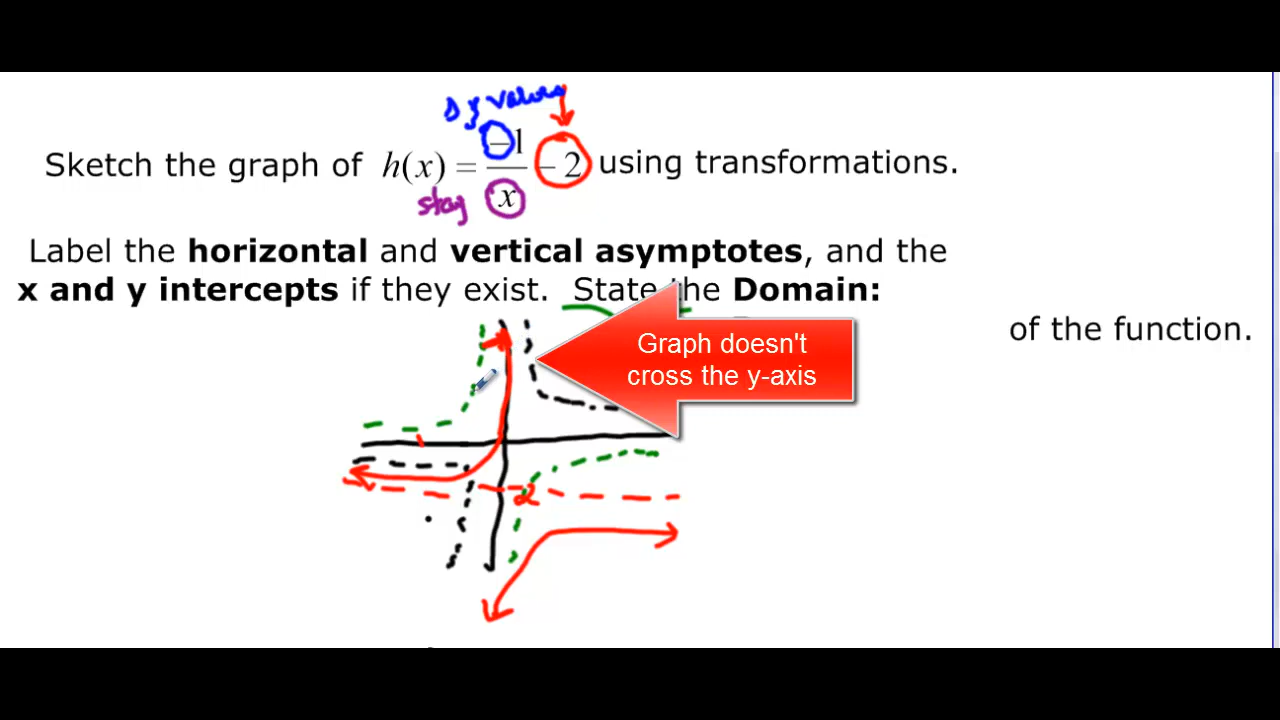 Δ y values
Sketch the graph of h(x) = -1/x - 2 using transformations.
stay
Label the horizontal and vertical asymptotes, and the
x and y intercepts if they exist. State the Domain:
of the function.
Graph doesn't
cross the y-axis
2